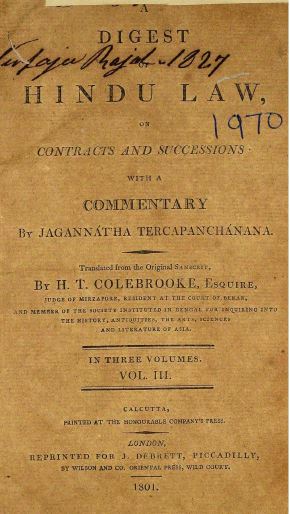 A
DIGEST
OF
HINDU LAW,
1970
ON
CONTRACTS AND SUCCESSIONS
WITH A
COMMENTARY
By JAGANNÁTHA TERCAPANCHÁNANA.
Translated from the Original SANSCRIT,
By H. T. COLEBROOKE, ESQUIRE,
JUDGE OF MIRZAPORE, RESIDENT AT THE COURT OF BERAR,
AND MEMBER OF THE SOCIETY INSTITUTED IN BENGAL FOR INQUIRING INTO
THE HISTORY, ANTIQUITIES, THE ARTS, SCIENCES
AND LITERATURE OF ASIA.
IN THREE VOLUMES.
VOL. III.
CALCUTTA,
PRINTED AT THE HONOURABLE COMPANY'S PRESS.
LONDON,
REPRINTED FOR J. DEBRETT, PICCADILLY,
BY WILSON AND CO. ORIENTAL PRESS, WILD COURT.
1801.